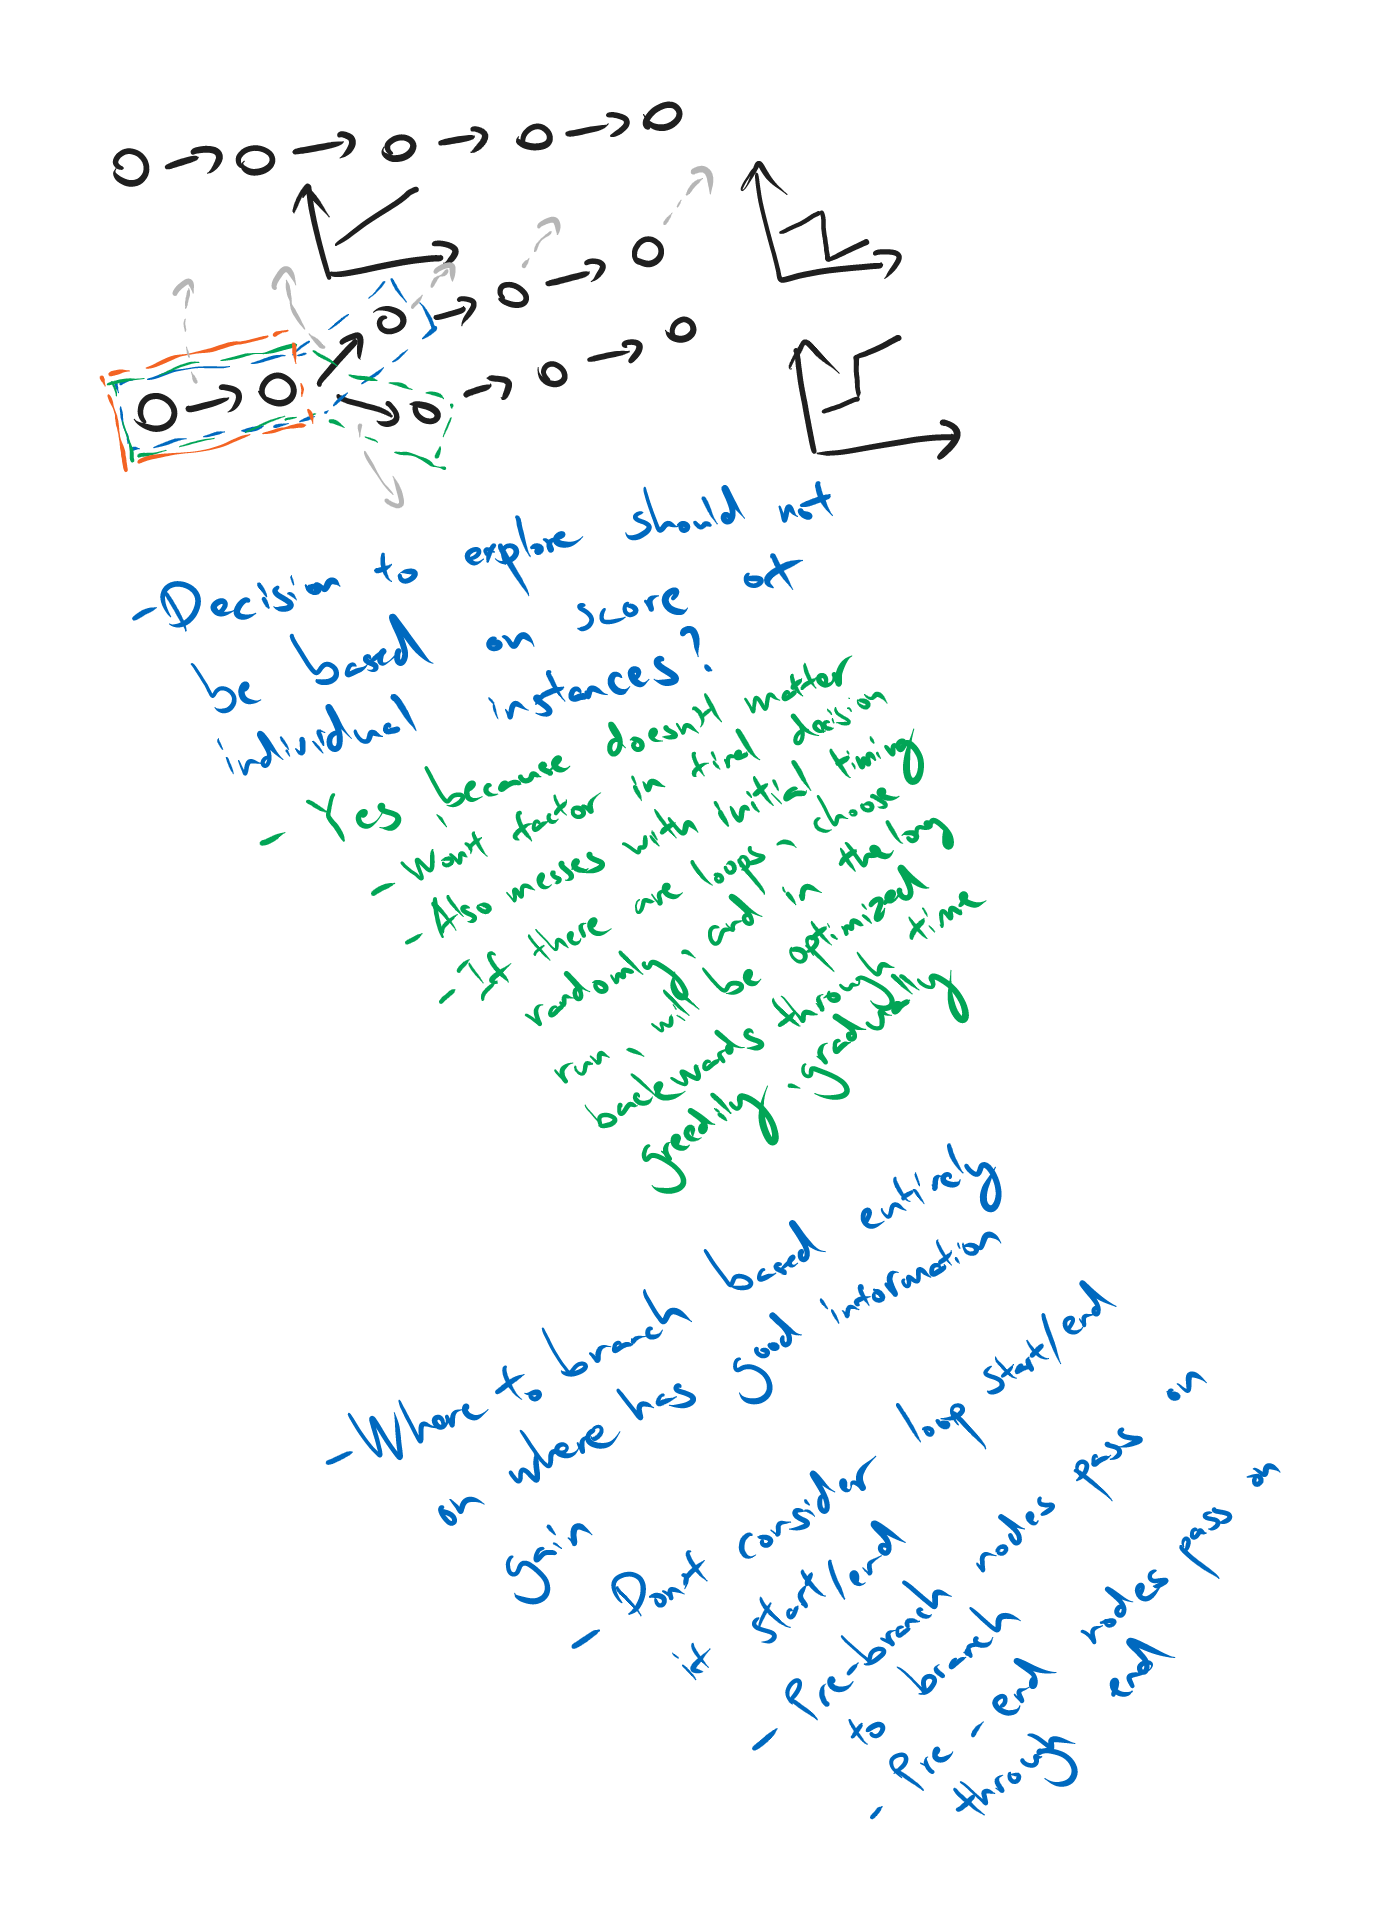 - Decision to explore should not
be based on score at
individual instances?
- Yes, because doesn't matter
- Won't factor in final decision
- Also messes with initial timing
- If there are loops - choose
randomly, and in the long
run, will be optimized
backwards through time
greedily, gradually
- Where to branch based entirely
on where has good information
gain
- Don't consider loop start/end
it start/end
- Pre-branch nodes pass on
to branch
- Pre-end nodes pass on
through end